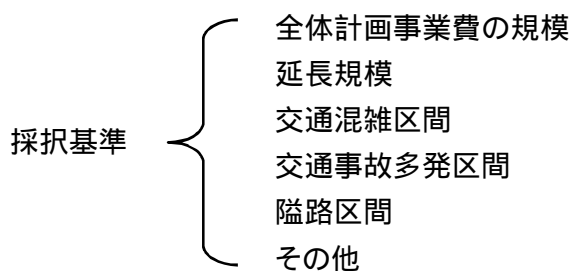 採択基準
全体計画事業費の規模
延長規模
交通混雑区間
交通事故多発区間
隘路区間
その他